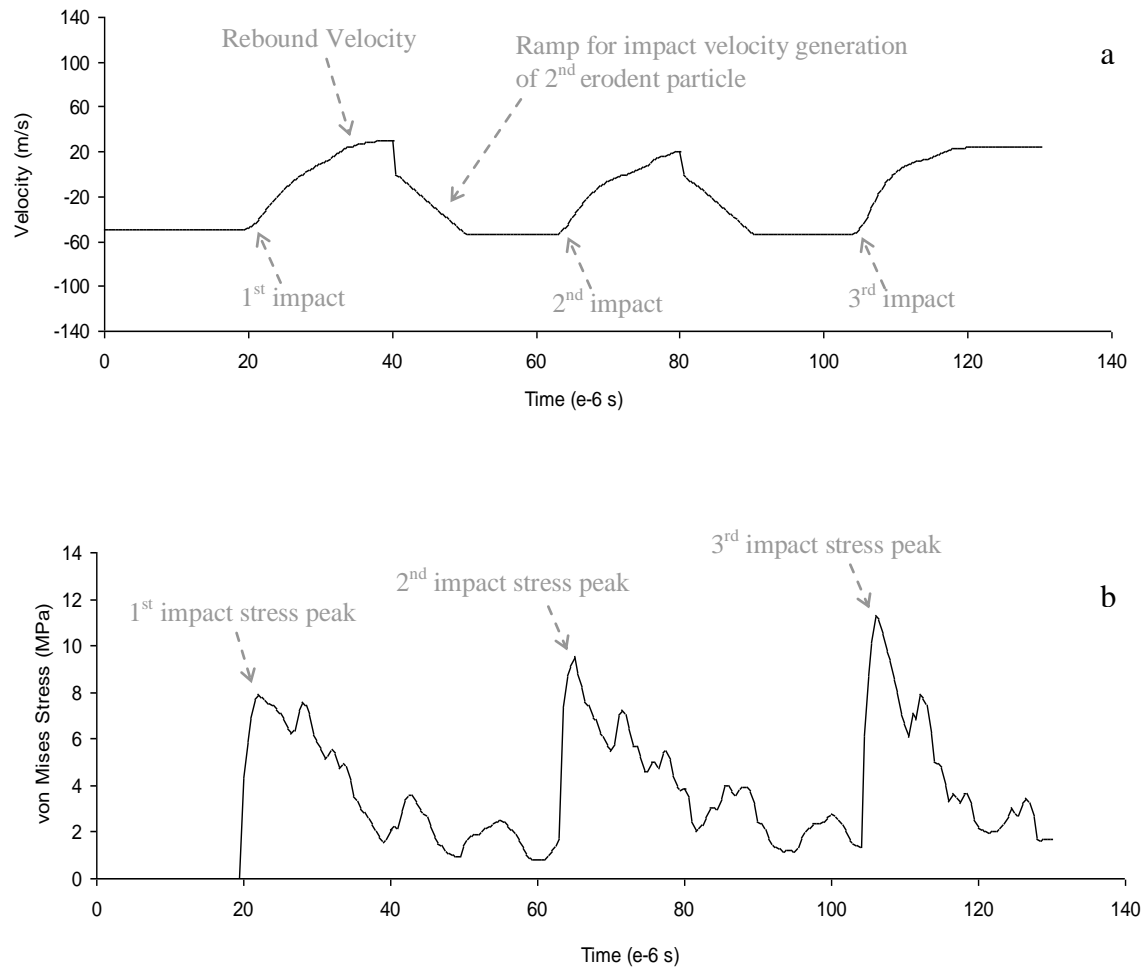 140
100
60
20
-20
-60
-100
-140
Velocity (m/s)
Rebound Velocity
Ramp for impact velocity generation
of 2nd erodent particle
a
1st impact
2nd impact
3rd impact
0 20 40 60 80 100 120 140
Time (e-6 s)
14
12
10
8
6
4
2
0
von Mises Stress (MPa)
3rd impact stress peak
2nd impact stress peak
1st impact stress peak
b
0 20 40 60 80 100 120 140
Time (e-6 s)